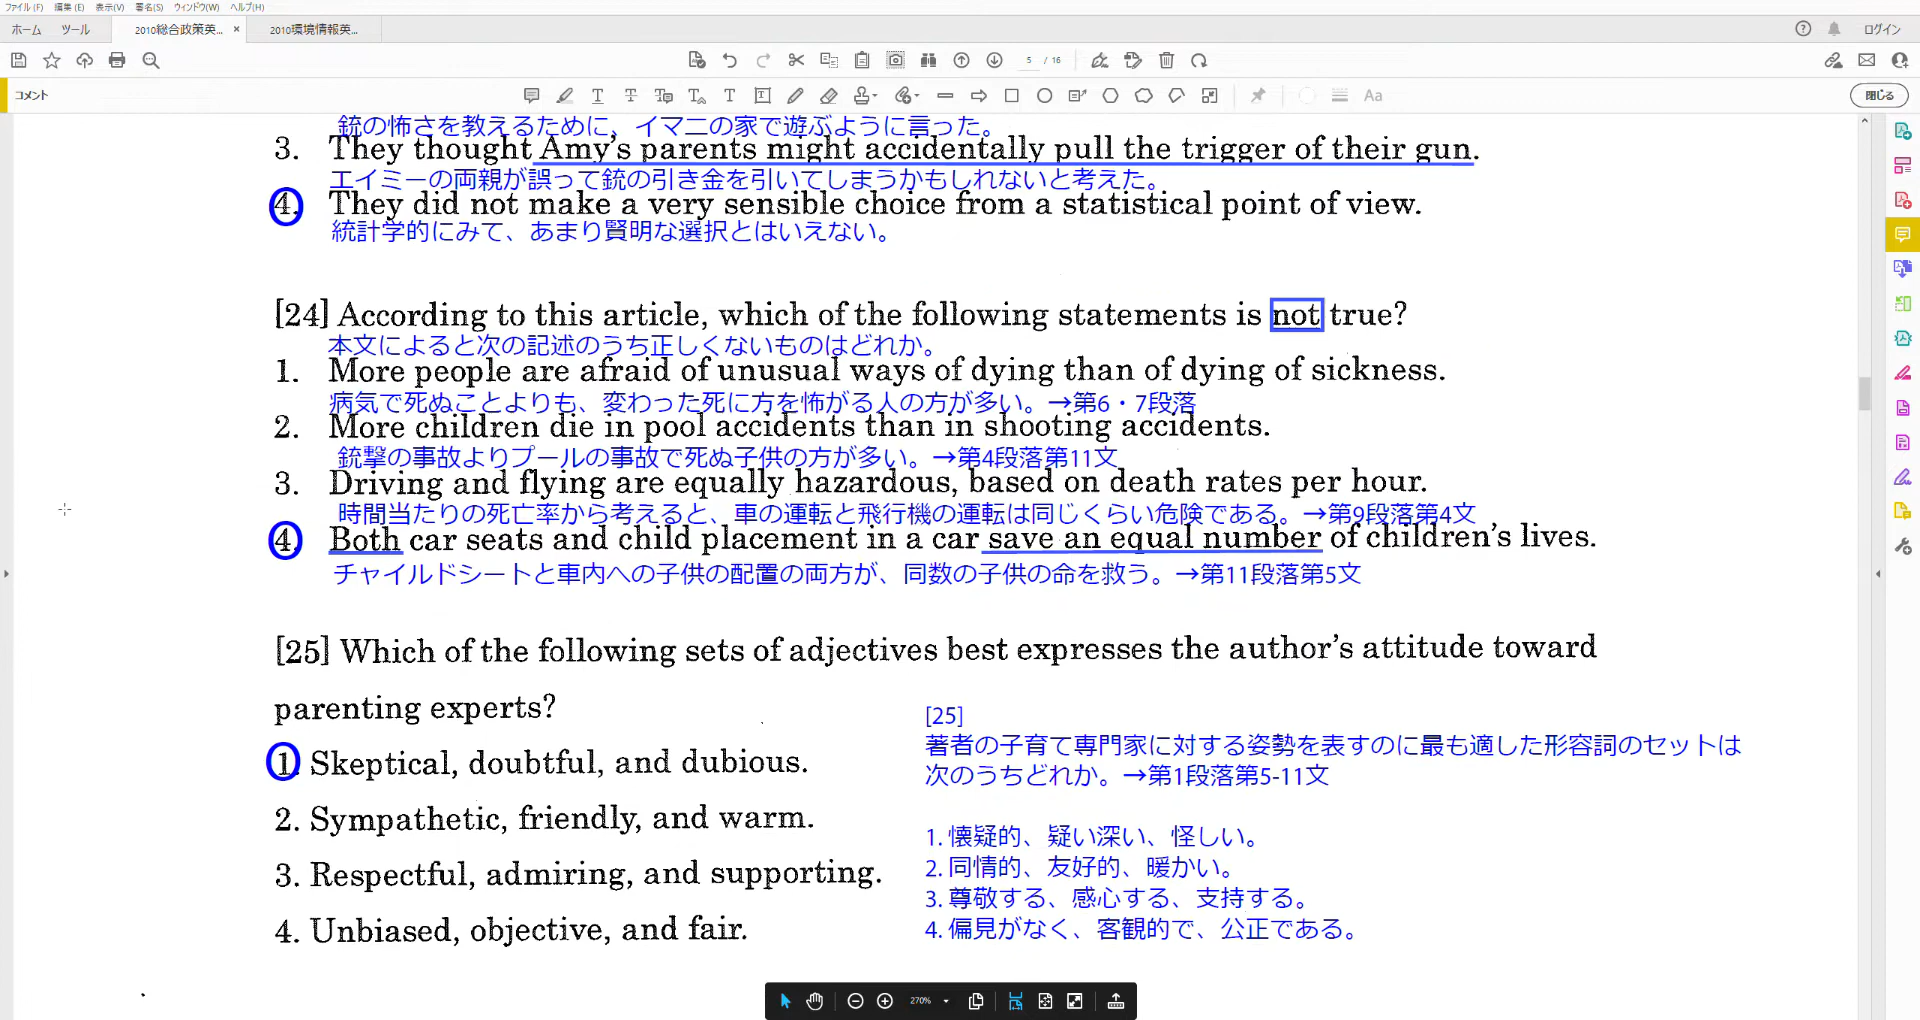 ファイル(F) 編集(E) 表示(V) 署名(S) ウィンドウ(W) ヘルプ(H)
ホーム ツール 2010総合政策英... × 2010環境情報英... ログイン
5 / 16
コメント Aa 閉じる
銃の怖さを教えるために、イマニの家で遊ぶように言った。
3. They thought Amy's parents might accidentally pull the trigger of their gun.
エイミーの両親が誤って銃の引き金を引いてしまうかもしれないと考えた。
4. They did not make a very sensible choice from a statistical point of view.
統計学的にみて、あまり賢明な選択とはいえない。
[24] According to this article, which of the following statements is not true?
本文によると次の記述のうち正しくないものはどれか。
1. More people are afraid of unusual ways of dying than of dying of sickness.
病気で死ぬことよりも、変わった死に方を怖がる人の方が多い。→第6・7段落
2. More children die in pool accidents than in shooting accidents.
銃撃の事故よりプールの事故で死ぬ子供の方が多い。→第4段落第11文
3. Driving and flying are equally hazardous, based on death rates per hour.
時間当たりの死亡率から考えると、車の運転と飛行機の運転は同じくらい危険である。→第9段落第4文
4. Both car seats and child placement in a car save an equal number of children's lives.
チャイルドシートと車内への子供の配置の両方が、同数の子供の命を救う。→第11段落第5文
[25] Which of the following sets of adjectives best expresses the author's attitude toward
parenting experts?
1. Skeptical, doubtful, and dubious.
2. Sympathetic, friendly, and warm.
3. Respectful, admiring, and supporting.
4. Unbiased, objective, and fair.
[25]
著者の子育て専門家に対する姿勢を表すのに最も適した形容詞のセットは
次のうちどれか。→第1段落第5-11文
1. 懐疑的、疑い深い、怪しい。
2. 同情的、友好的、暖かい。
3. 尊敬する、感心する、支持する。
4. 偏見がなく、客観的で、公正である。
270%